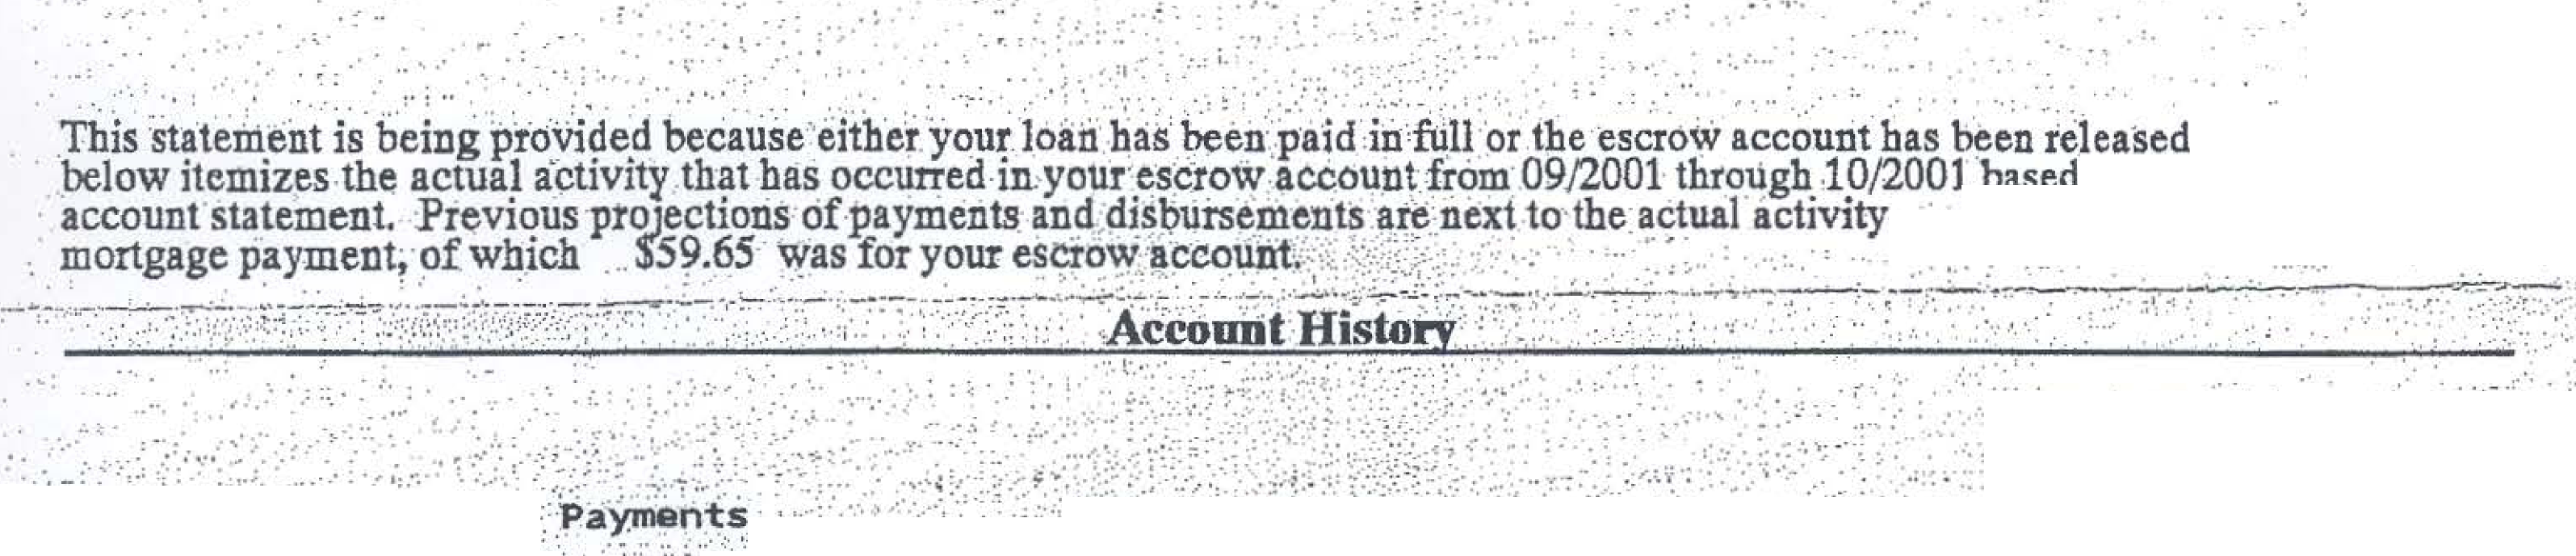 This statement is being provided because either your loan has been paid in full or the escrow account has been released
below itemizes the actual activity that has occurred in your escrow account from 09/2001 through 10/2001 based
account statement. Previous projections of payments and disbursements are next to the actual activity
mortgage payment, of which $59.65 was for your escrow account.
Account History
Payments